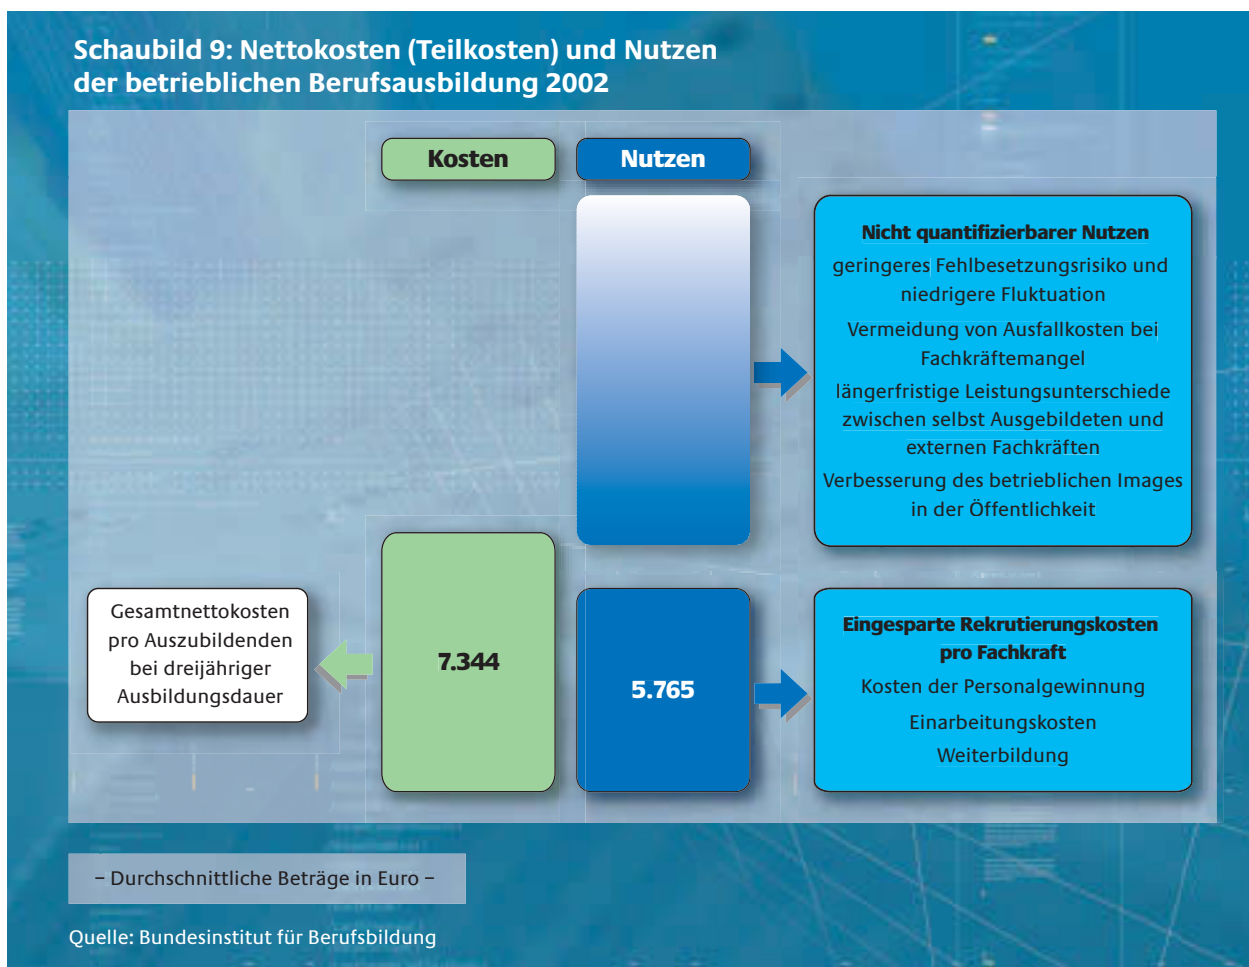 Schaubild 9: Nettokosten (Teilkosten) und Nutzen
der betrieblichen Berufsausbildung 2002
Kosten
Nutzen
Nicht quantifizierbarer Nutzen
geringeres Fehlbesetzungsrisiko und
niedrigere Fluktuation
Vermeidung von Ausfallkosten bei
Fachkräftemangel
längerfristige Leistungsunterschiede
zwischen selbst Ausgebildeten und
externen Fachkräften
Verbesserung des betrieblichen Images
in der Öffentlichkeit
Gesamtnettokosten
pro Auszubildenden
bei dreijähriger
Ausbildungsdauer
7.344
5.765
Eingesparte Rekrutierungskosten
pro Fachkraft
Kosten der Personalgewinnung
Einarbeitungskosten
Weiterbildung
– Durchschnittliche Beträge in Euro –
Quelle: Bundesinstitut für Berufsbildung